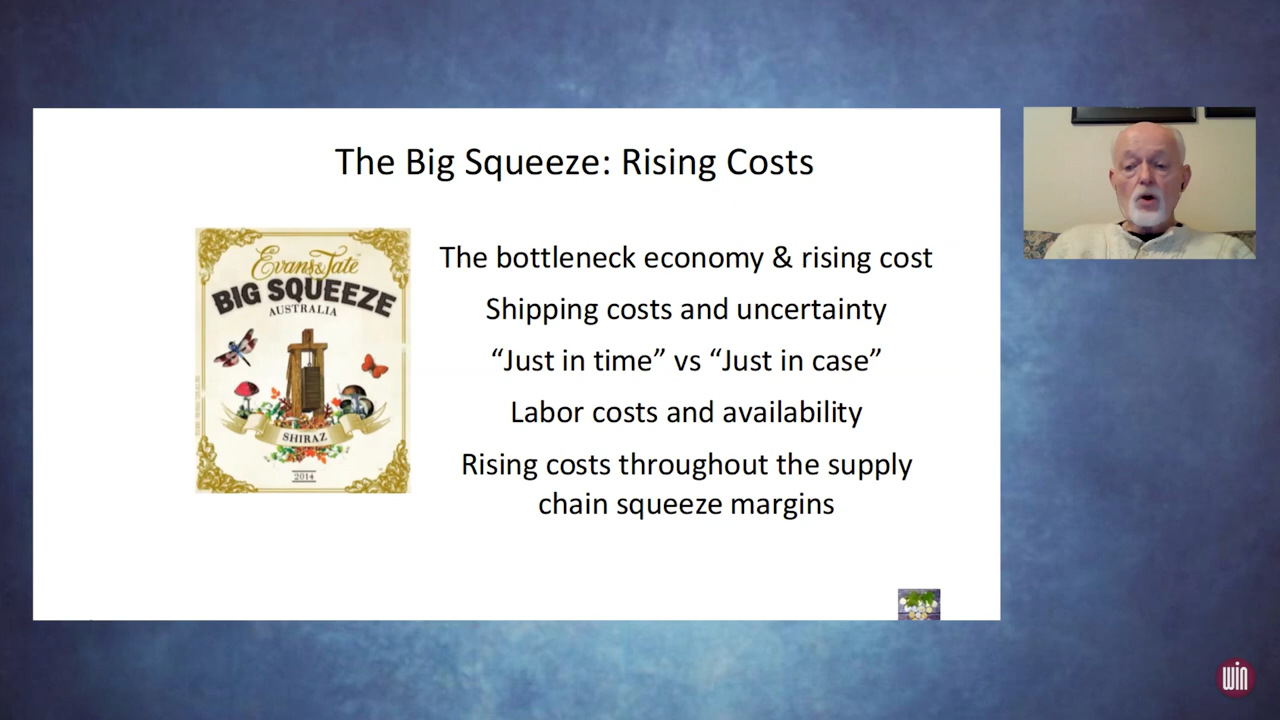 The Big Squeeze: Rising Costs
Evans & Tate
BIG SQUEEZE
AUSTRALIA
SHIRAZ
2014
The bottleneck economy & rising cost
Shipping costs and uncertainty
“Just in time” vs “Just in case”
Labor costs and availability
Rising costs throughout the supply
chain squeeze margins
win